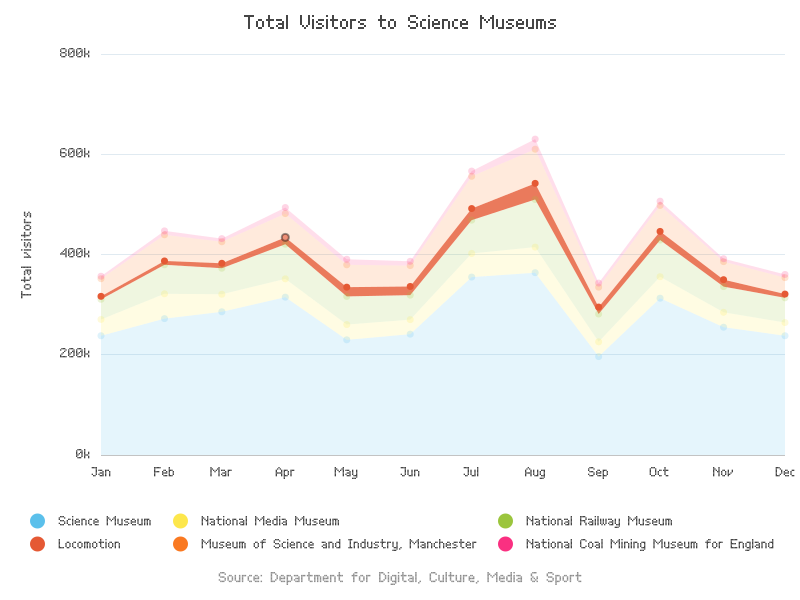 Total Visitors to Science Museums
800k
600k
400k
200k
0k
Total visitors
Jan Feb Mar Apr May Jun Jul Aug Sep Oct Nov Dec
Science Museum National Media Museum National Railway Museum
Locomotion Museum of Science and Industry, Manchester National Coal Mining Museum for England
Source: Department for Digital, Culture, Media & Sport